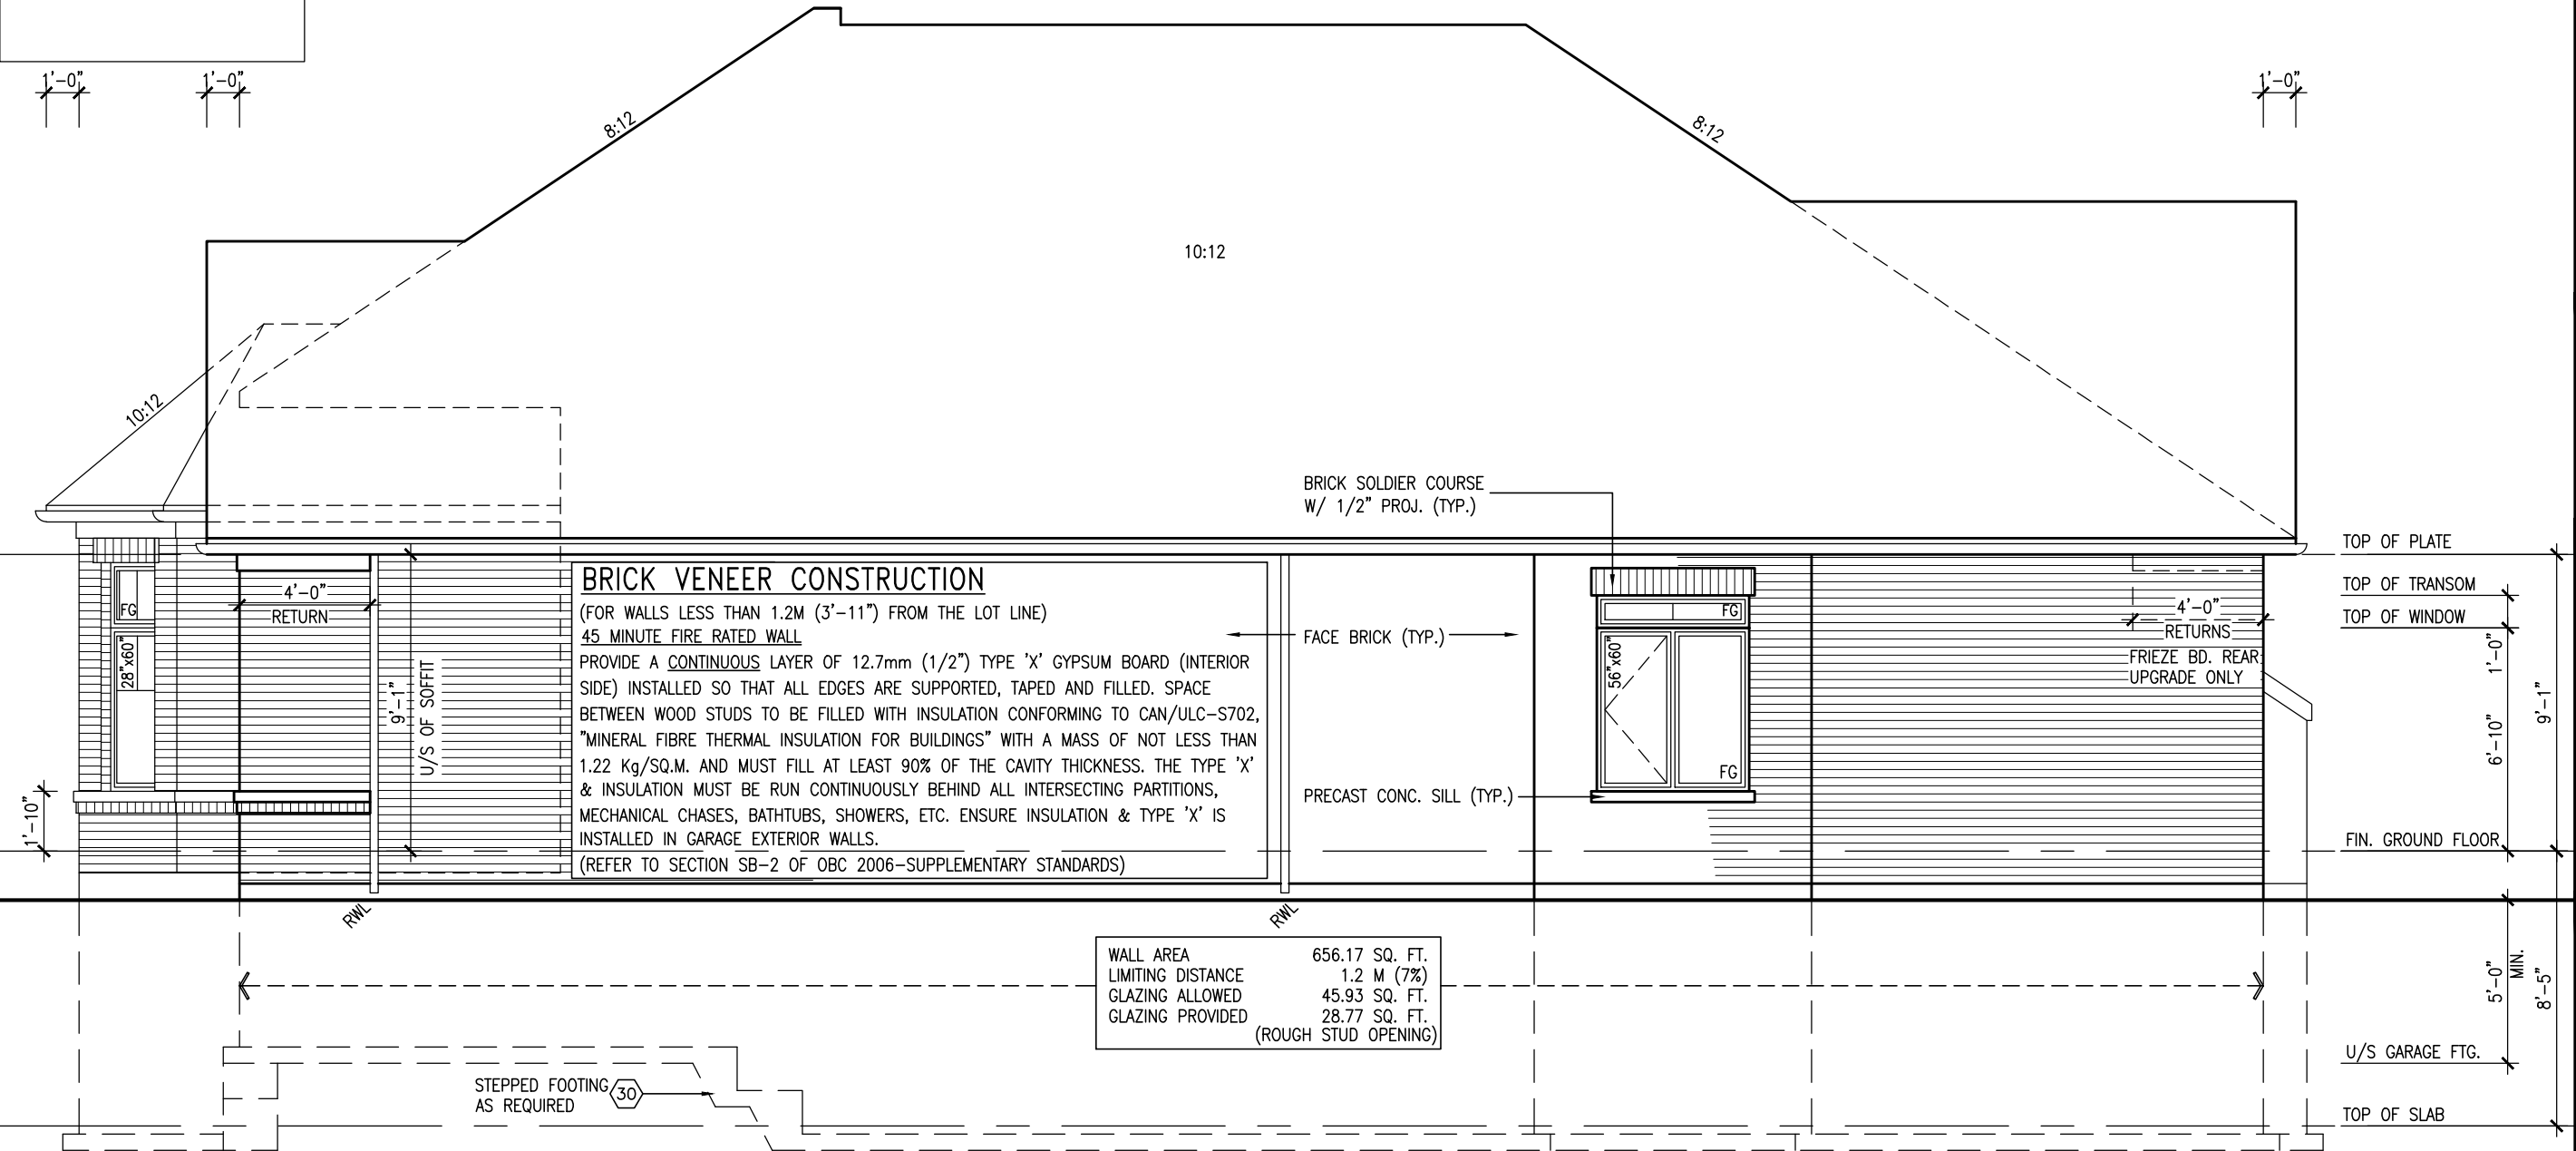 1'-0"
1'-0"
1'-0"
8:12
8:12
10:12
10:12
BRICK SOLDIER COURSE
W/ 1/2" PROJ. (TYP.)
TOP OF PLATE
TOP OF TRANSOM
TOP OF WINDOW
FG
28"x60"
4'-0"
RETURN
9'-1"
U/S OF SOFFIT
1'-10"
BRICK VENEER CONSTRUCTION
(FOR WALLS LESS THAN 1.2M (3'-11") FROM THE LOT LINE)
45 MINUTE FIRE RATED WALL
PROVIDE A CONTINUOUS LAYER OF 12.7mm (1/2") TYPE 'X' GYPSUM BOARD (INTERIOR
SIDE) INSTALLED SO THAT ALL EDGES ARE SUPPORTED, TAPED AND FILLED. SPACE
BETWEEN WOOD STUDS TO BE FILLED WITH INSULATION CONFORMING TO CAN/ULC-S702,
"MINERAL FIBRE THERMAL INSULATION FOR BUILDINGS" WITH A MASS OF NOT LESS THAN
1.22 Kg/SQ.M. AND MUST FILL AT LEAST 90% OF THE CAVITY THICKNESS. THE TYPE 'X'
& INSULATION MUST BE RUN CONTINUOUSLY BEHIND ALL INTERSECTING PARTITIONS,
MECHANICAL CHASES, BATHTUBS, SHOWERS, ETC. ENSURE INSULATION & TYPE 'X' IS
INSTALLED IN GARAGE EXTERIOR WALLS.
(REFER TO SECTION SB-2 OF OBC 2006-SUPPLEMENTARY STANDARDS)
FACE BRICK (TYP.)
PRECAST CONC. SILL (TYP.)
FG
56"x60"
FG
4'-0"
RETURNS
FRIEZE BD. REAR
UPGRADE ONLY
1'-0"
6'-10"
9'-1"
FIN. GROUND FLOOR
RWL
RWL
WALL AREA 656.17 SQ. FT.
LIMITING DISTANCE 1.2 M (7%)
GLAZING ALLOWED 45.93 SQ. FT.
GLAZING PROVIDED 28.77 SQ. FT.
(ROUGH STUD OPENING)
5'-0"
MIN.
8'-5"
U/S GARAGE FTG.
STEPPED FOOTING
AS REQUIRED
30
TOP OF SLAB